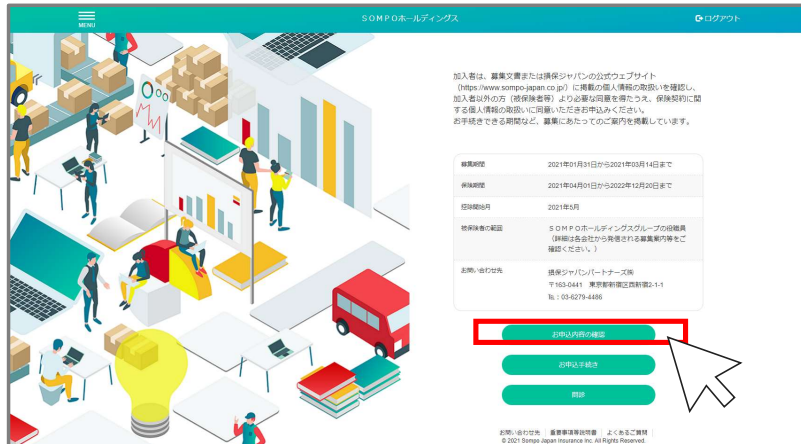 MENU
SOMPOホールディングス
ログアウト
加入者は、募集文書または損保ジャパンの公式ウェブサイト
（https://www.sompo-japan.co.jp/）に掲載の個人情報の取扱いを確認し、
加入者以外の方（被保険者等）より必要な同意を得たうえ、保険契約に関
する個人情報の取扱いに同意いただきお申込みください。
お手続きできる期間など、募集にあたってのご案内を掲載しています。
募集期間 2021年01月31日から2021年03月14日まで
保険期間 2021年04月01日から2022年12月20日まで
控除開始月 2021年5月
被保険者の範囲 SOMPOホールディングスグループの役職員
（詳細は各会社から発信される募集案内等をご
確認ください。）
お問い合わせ先 損保ジャパンパートナーズ㈱
〒163-0441 東京都新宿区西新宿2-1-1
℡：03-6279-4486
お申込内容の確認
お申込手続き
問診
お問い合わせ先 重要事項等説明書 よくあるご質問
© 2021 Sompo Japan Insurance Inc. All Rights Reserved.